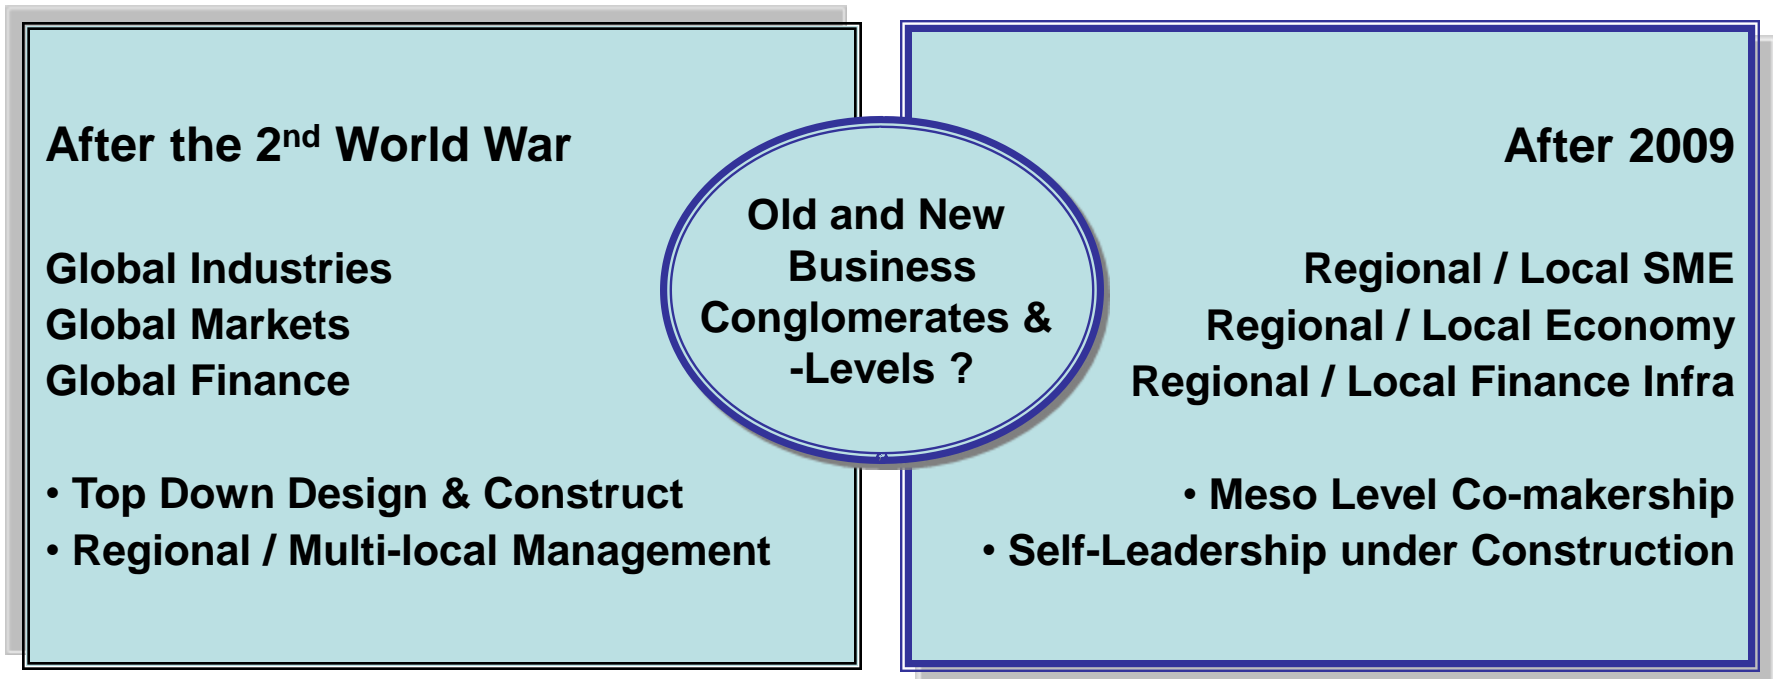 After the 2nd World War
Global Industries
Global Markets
Global Finance
• Top Down Design & Construct
• Regional / Multi-local Management
Old and New
Business
Conglomerates &
-Levels ?
After 2009
Regional / Local SME
Regional / Local Economy
Regional / Local Finance Infra
• Meso Level Co-makership
• Self-Leadership under Construction